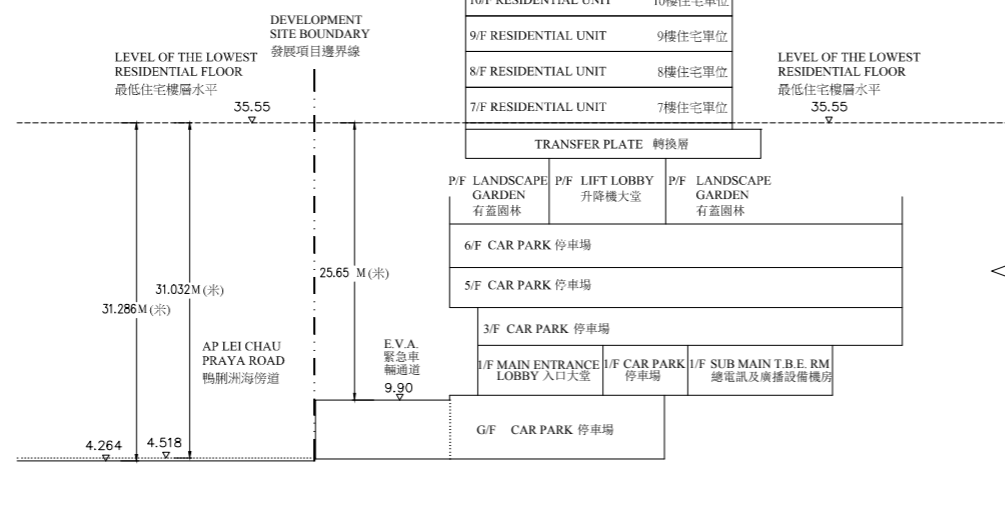 10/F RESIDENTIAL UNIT 10樓住宅單位
DEVELOPMENT
SITE BOUNDARY
發展項目邊界線
9/F RESIDENTIAL UNIT 9樓住宅單位
LEVEL OF THE LOWEST
RESIDENTIAL FLOOR
最低住宅樓層水平
35.55
8/F RESIDENTIAL UNIT 8樓住宅單位
LEVEL OF THE LOWEST
RESIDENTIAL FLOOR
最低住宅樓層水平
35.55
7/F RESIDENTIAL UNIT 7樓住宅單位
TRANSFER PLATE 轉換層
P/F LANDSCAPE
GARDEN
有蓋園林
P/F LIFT LOBBY
升降機大堂
P/F LANDSCAPE
GARDEN
有蓋園林
6/F CAR PARK 停車場
25.65 M(米)
5/F CAR PARK 停車場
31.032M(米)
31.286M(米)
3/F CAR PARK 停車場
AP LEI CHAU
PRAYA ROAD
鴨脷洲海傍道
E.V.A.
緊急車
輛通道
9.90
1/F MAIN ENTRANCE
LOBBY 入口大堂
1/F CAR PARK
停車場
1/F SUB MAIN T.B.E. RM
總電訊及廣播設備機房
G/F CAR PARK 停車場
4.264
4.518